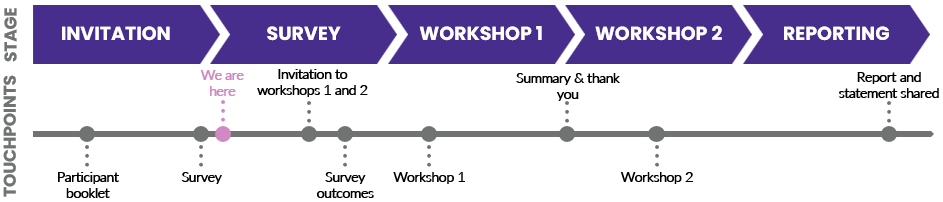 STAGE
INVITATION
SURVEY
WORKSHOP 1
WORKSHOP 2
REPORTING
TOUCHPOINTS
We are
here
Invitation to
workshops 1 and 2
Summary & thank
you
Report and
statement shared
Participant
booklet
Survey
Survey
outcomes
Workshop 1
Workshop 2